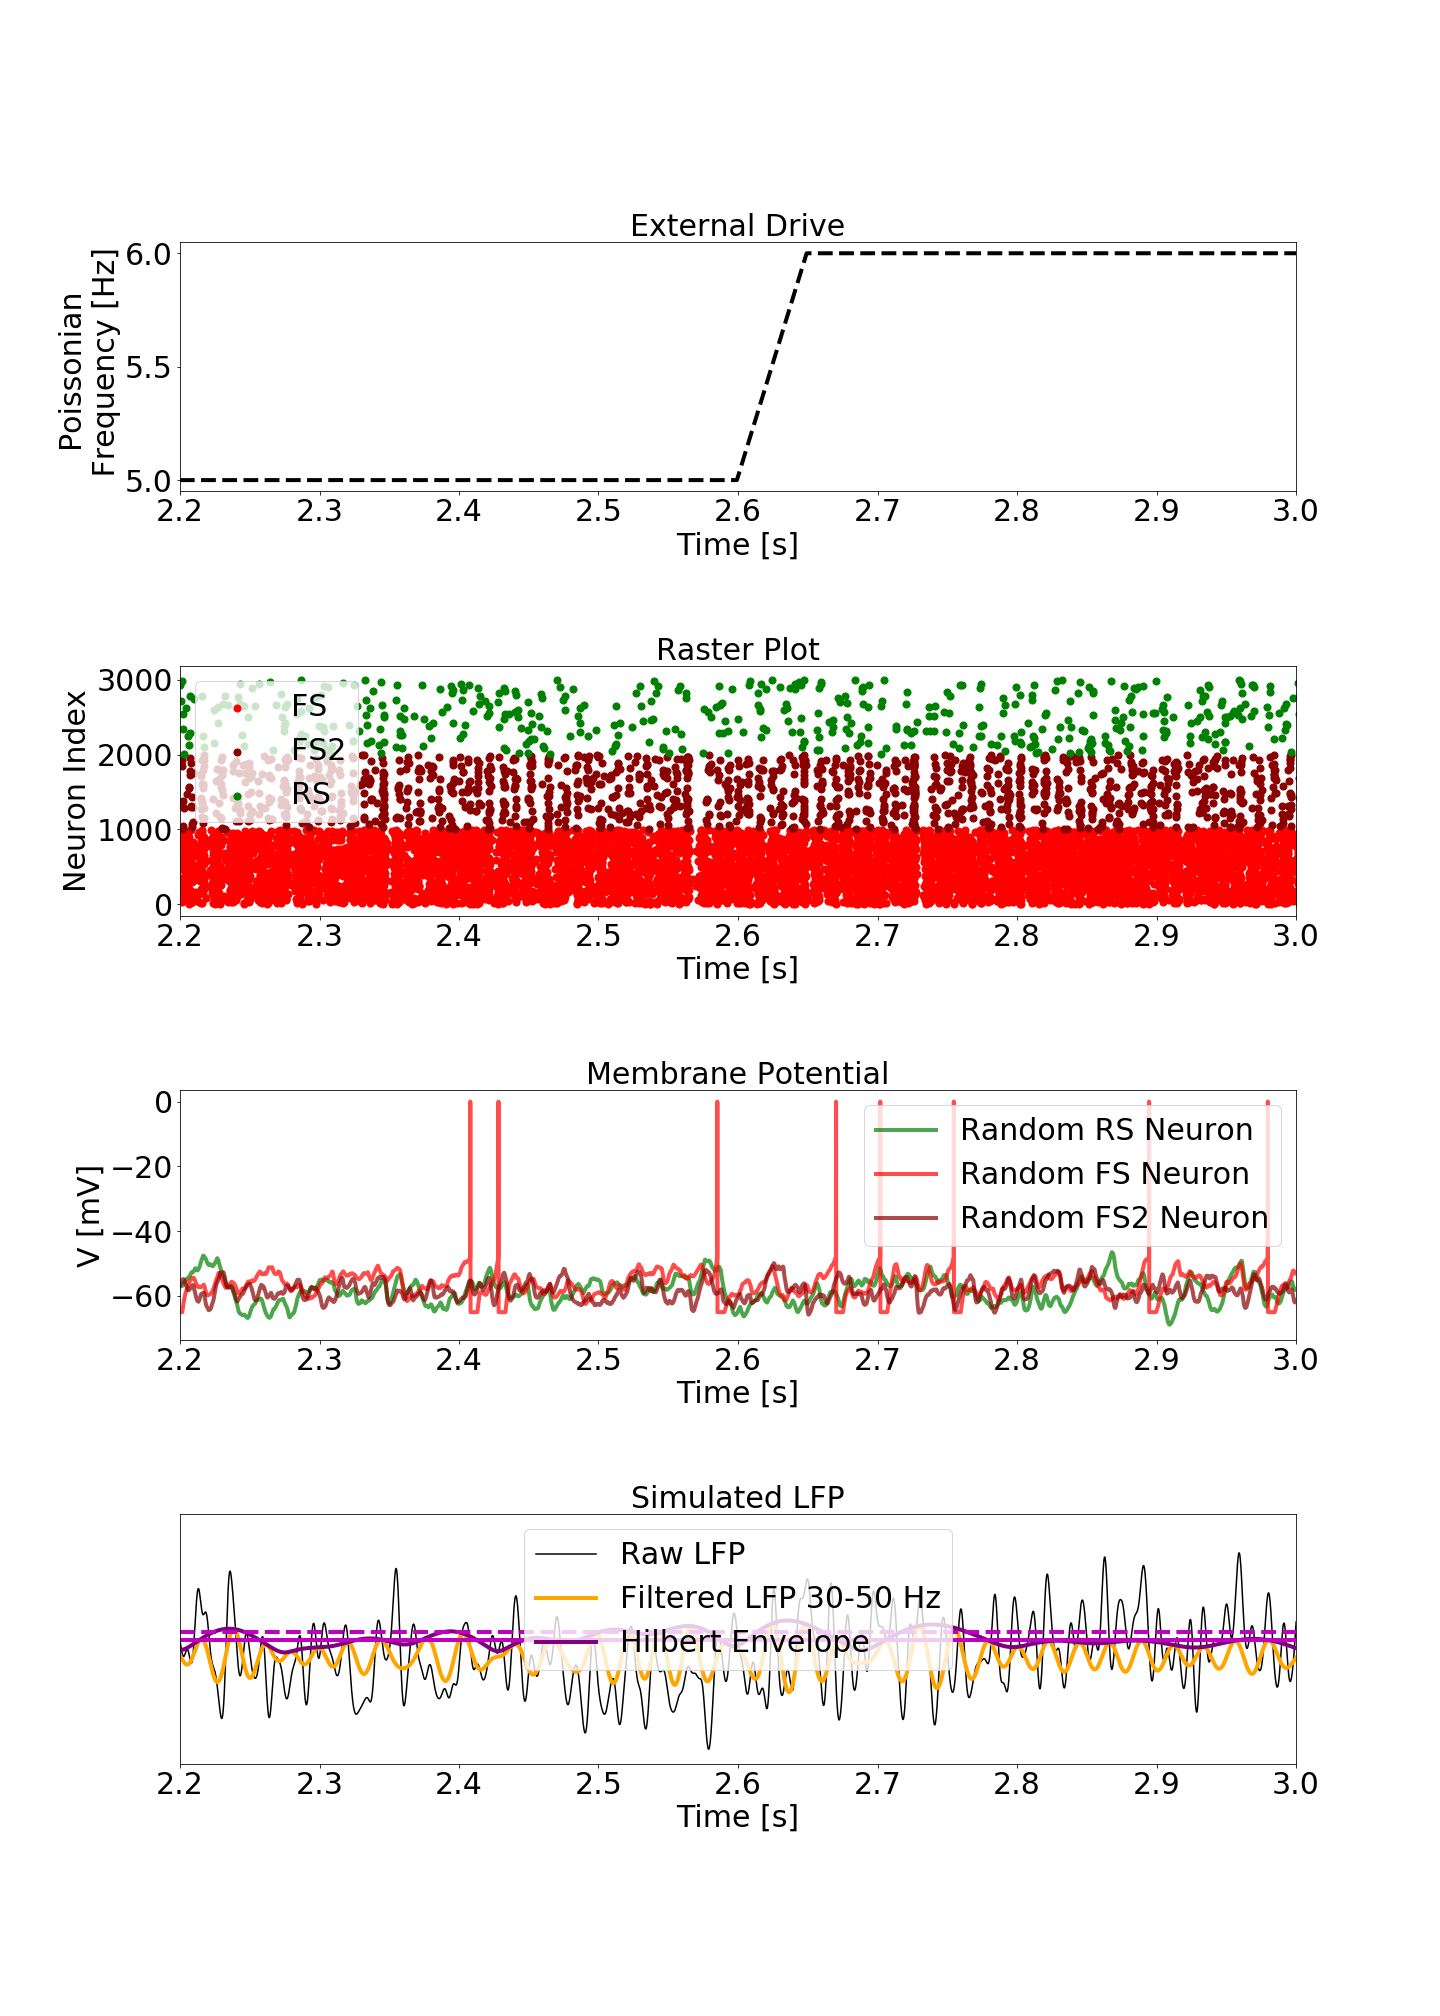 External Drive
Poissonian
Frequency [Hz]
6.0
5.5
5.0
2.2 2.3 2.4 2.5 2.6 2.7 2.8 2.9 3.0
Time [s]
Raster Plot
Neuron Index
3000
2000
1000
0
FS
FS2
RS
2.2 2.3 2.4 2.5 2.6 2.7 2.8 2.9 3.0
Time [s]
Membrane Potential
V [mV]
0
−20
−40
−60
Random RS Neuron
Random FS Neuron
Random FS2 Neuron
2.2 2.3 2.4 2.5 2.6 2.7 2.8 2.9 3.0
Time [s]
Simulated LFP
Raw LFP
Filtered LFP 30-50 Hz
Hilbert Envelope
2.2 2.3 2.4 2.5 2.6 2.7 2.8 2.9 3.0
Time [s]